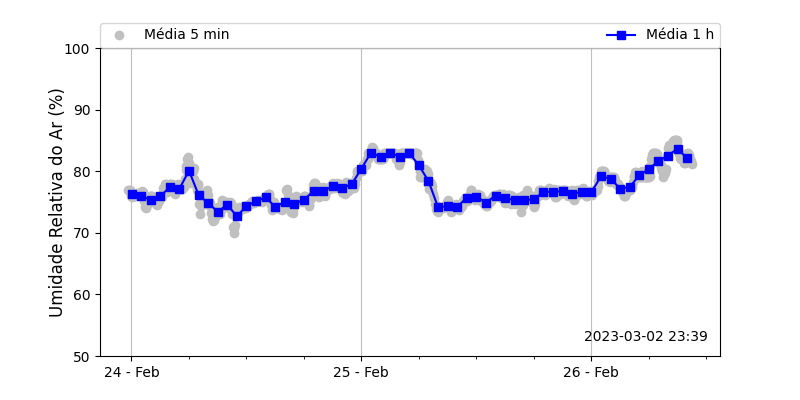 Média 5 min
Média 1 h
Umidade Relativa do Ar (%)
100
90
80
70
60
50
2023-03-02 23:39
24 - Feb
25 - Feb
26 - Feb